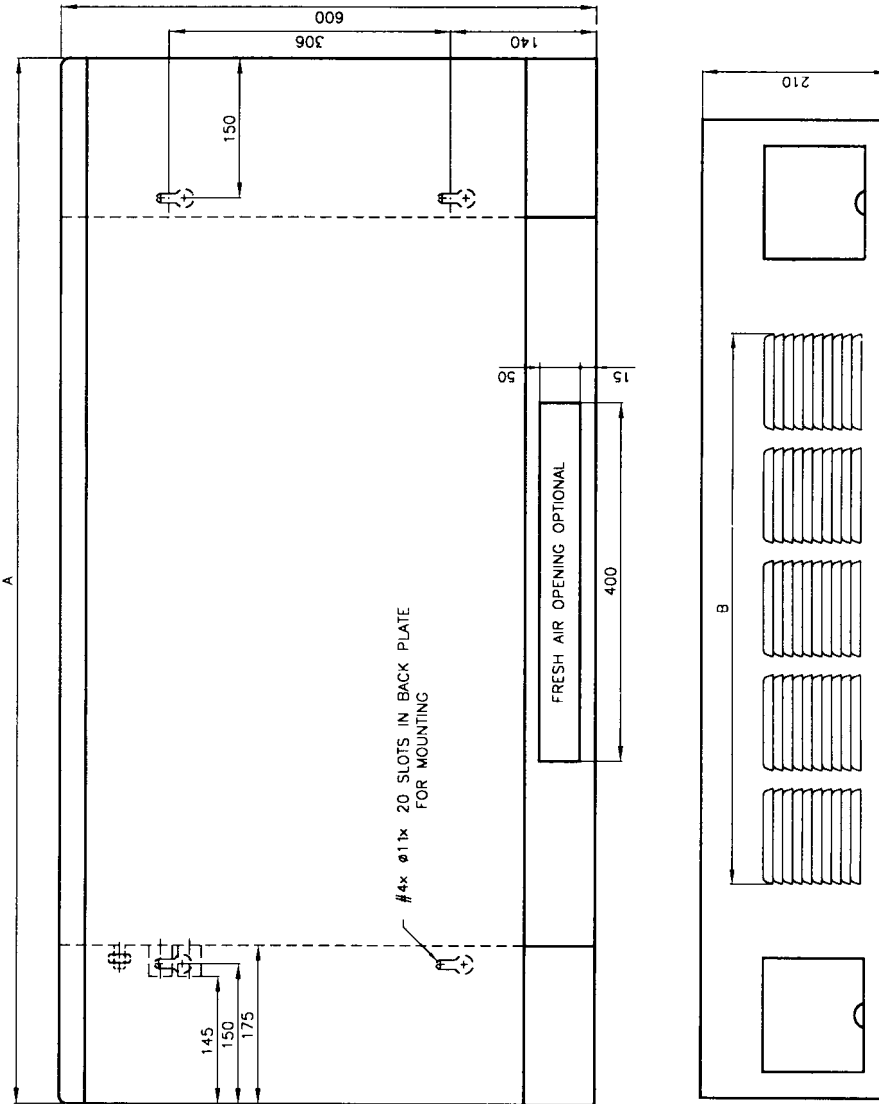 A
600
306
140
150
210
50
15
FRESH AIR OPENING OPTIONAL
400
B
#4x ø11x 20 SLOTS IN BACK PLATE
FOR MOUNTING
145
150
175